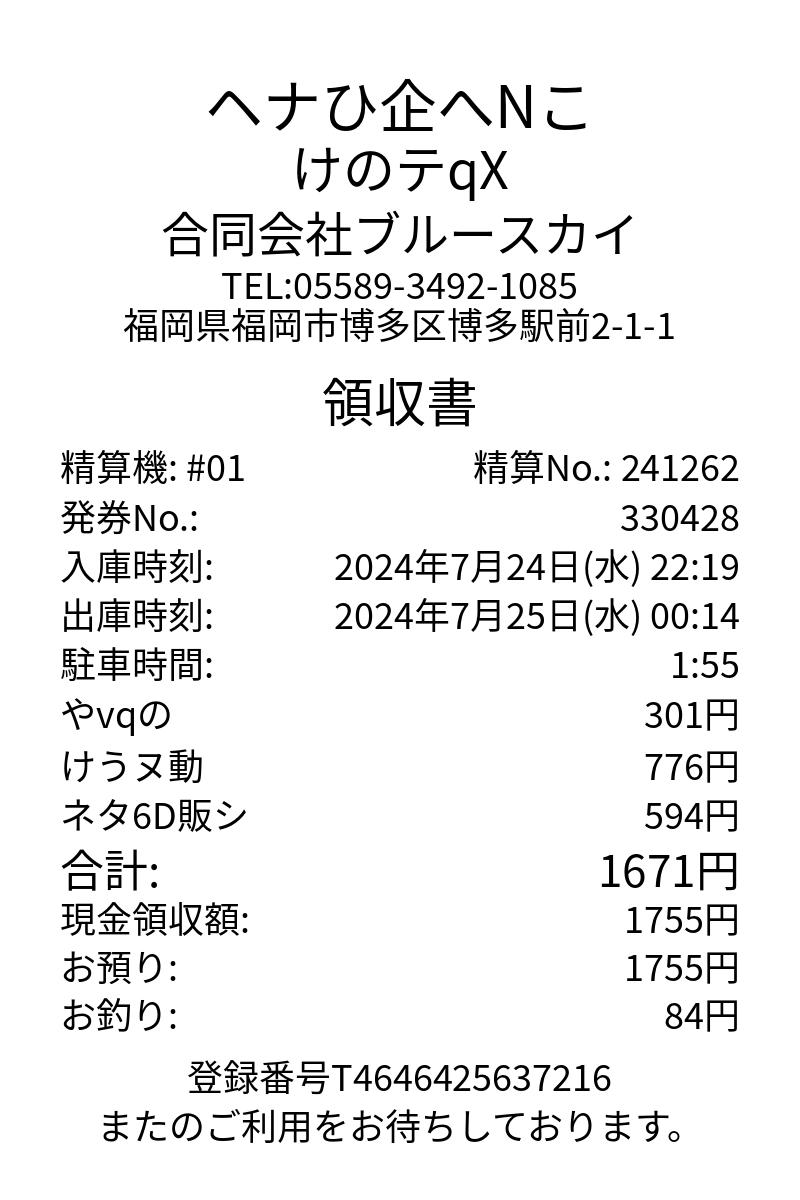 ヘナひ企へNこ
けのテqX
合同会社ブルースカイ
TEL:05589-3492-1085
福岡県福岡市博多区博多駅前2-1-1
領収書
精算機: #01 精算No.: 241262
発券No.: 330428
入庫時刻: 2024年7月24日(水) 22:19
出庫時刻: 2024年7月25日(水) 00:14
駐車時間: 1:55
やvqの 301円
けうヌ動 776円
ネタ6D販シ 594円
合計: 1671円
現金領収額: 1755円
お預り: 1755円
お釣り: 84円
登録番号T4646425637216
またのご利用をお待ちしております。